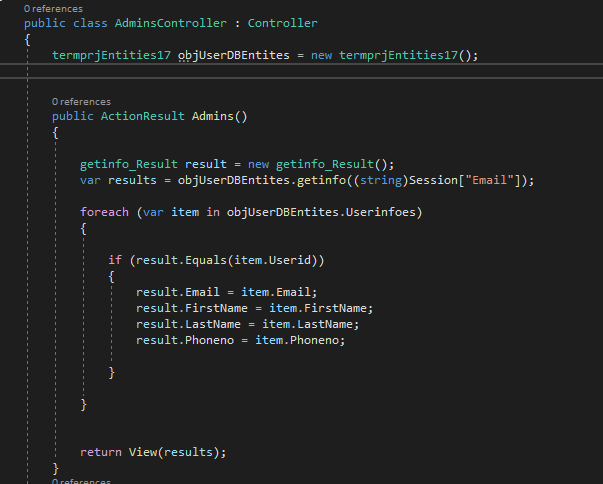 0 references
public class AdminsController : Controller
{
termprjEntities17 objUserDBEntites = new termprjEntities17();
0 references
public ActionResult Admins()
{
getinfo_Result result = new getinfo_Result();
var results = objUserDBEntites.getinfo((string)Session["Email"]);
foreach (var item in objUserDBEntites.Userinfoes)
{
if (result.Equals(item.Userid))
{
result.Email = item.Email;
result.FirstName = item.FirstName;
result.LastName = item.LastName;
result.Phoneno = item.Phoneno;
}
}
return View(results);
}
0 references